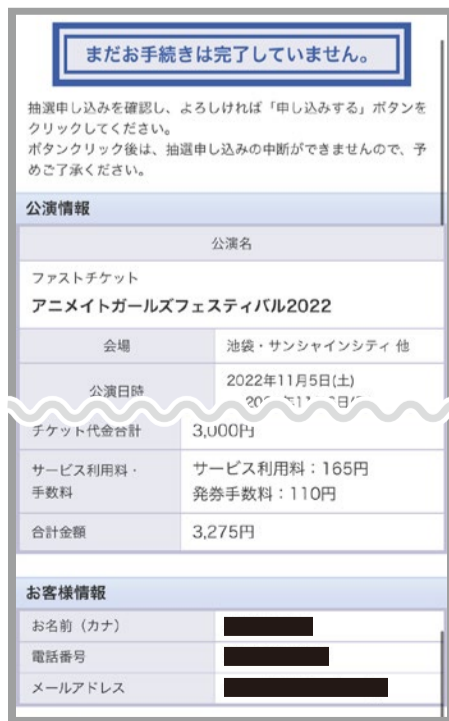 まだお手続きは完了していません。
抽選申し込みを確認し、よろしければ「申し込みする」ボタンを
クリックしてください。
ボタンクリック後は、抽選申し込みの中断ができませんので、予
めご了承ください。
公演情報
公演名
ファストチケット
アニメイトガールズフェスティバル2022
会場
池袋・サンシャインシティ 他
公演日時
2022年11月5日(土)
チケット代金合計
3,000円
サービス利用料・
手数料
サービス利用料：165円
発券手数料：110円
合計金額
3,275円
お客様情報
お名前（カナ）
電話番号
メールアドレス